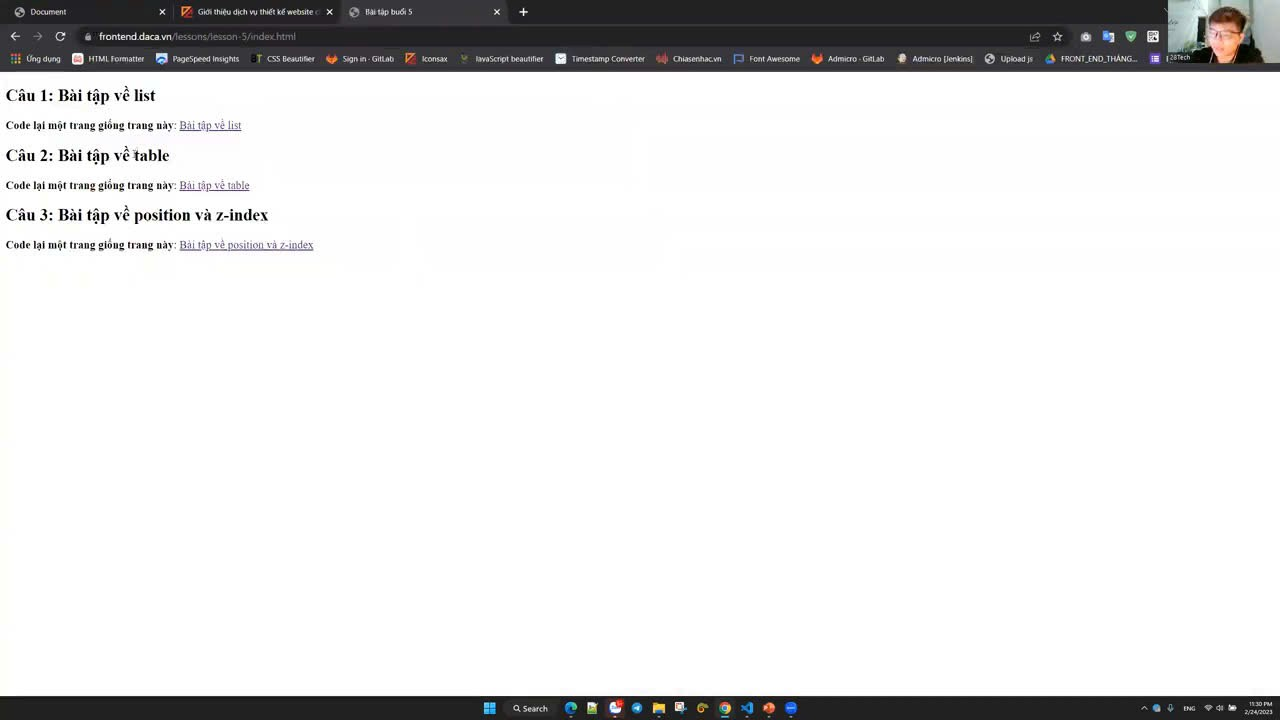 Document
Giới thiệu dịch vụ thiết kế website c
Bài tập buổi 5
frontend.daca.vn/lessons/lesson-5/index.html
Ứng dụng
HTML Formatter
PageSpeed Insights
CSS Beautifier
Sign in · GitLab
Iconsax
JavaScript beautifier
Timestamp Converter
Chiasenhac.vn
Font Awesome
Admicro · GitLab
Admicro [Jenkins]
Upload js
FRONT_END_THÁNG...
28Tech
Câu 1: Bài tập về list
Code lại một trang giống trang này: Bài tập về list
Câu 2: Bài tập về table
Code lại một trang giống trang này: Bài tập về table
Câu 3: Bài tập về position và z-index
Code lại một trang giống trang này: Bài tập về position và z-index
Search
ENG
11:30 PM
2/24/2023